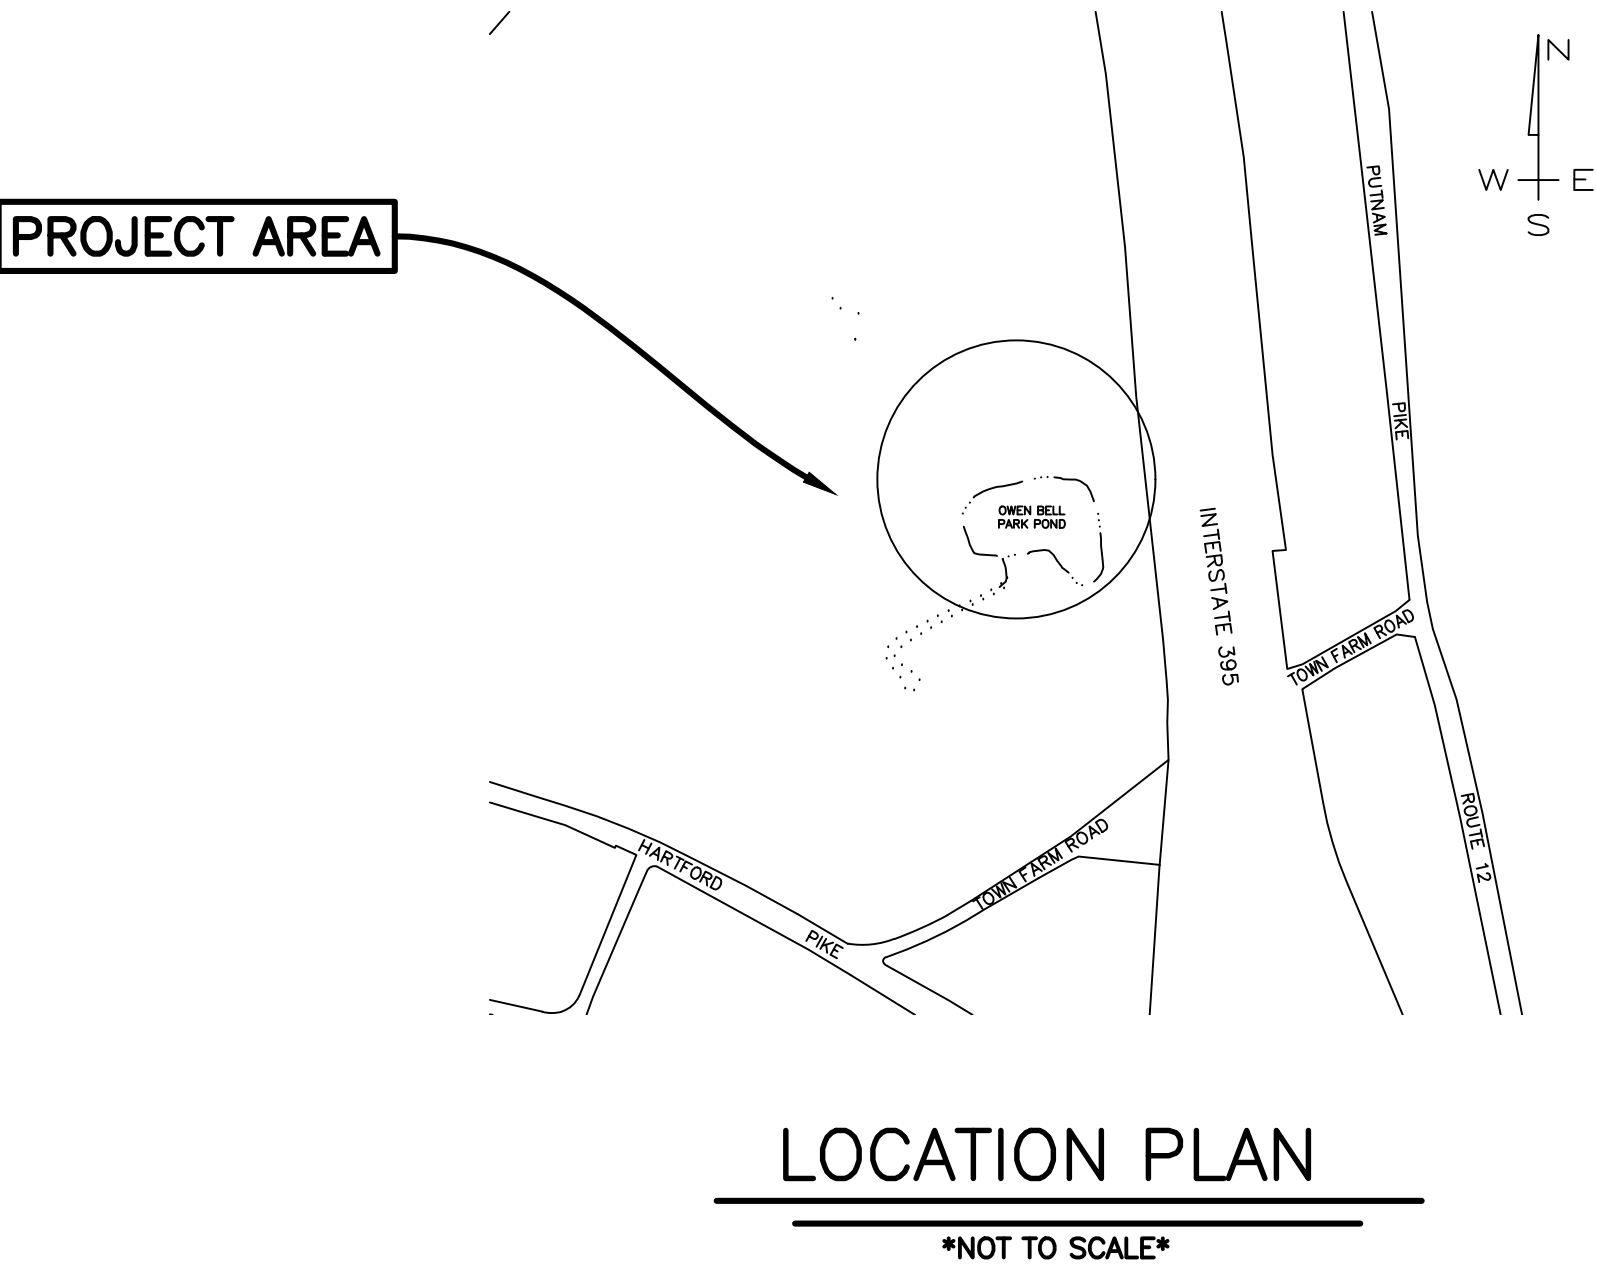 N
W E
S
PROJECT AREA
PUTNAM
PIKE
OWEN BELL
PARK POND
INTERSTATE 395
TOWN FARM ROAD
ROUTE 12
HARTFORD
PIKE
TOWN FARM ROAD
LOCATION PLAN
*NOT TO SCALE*